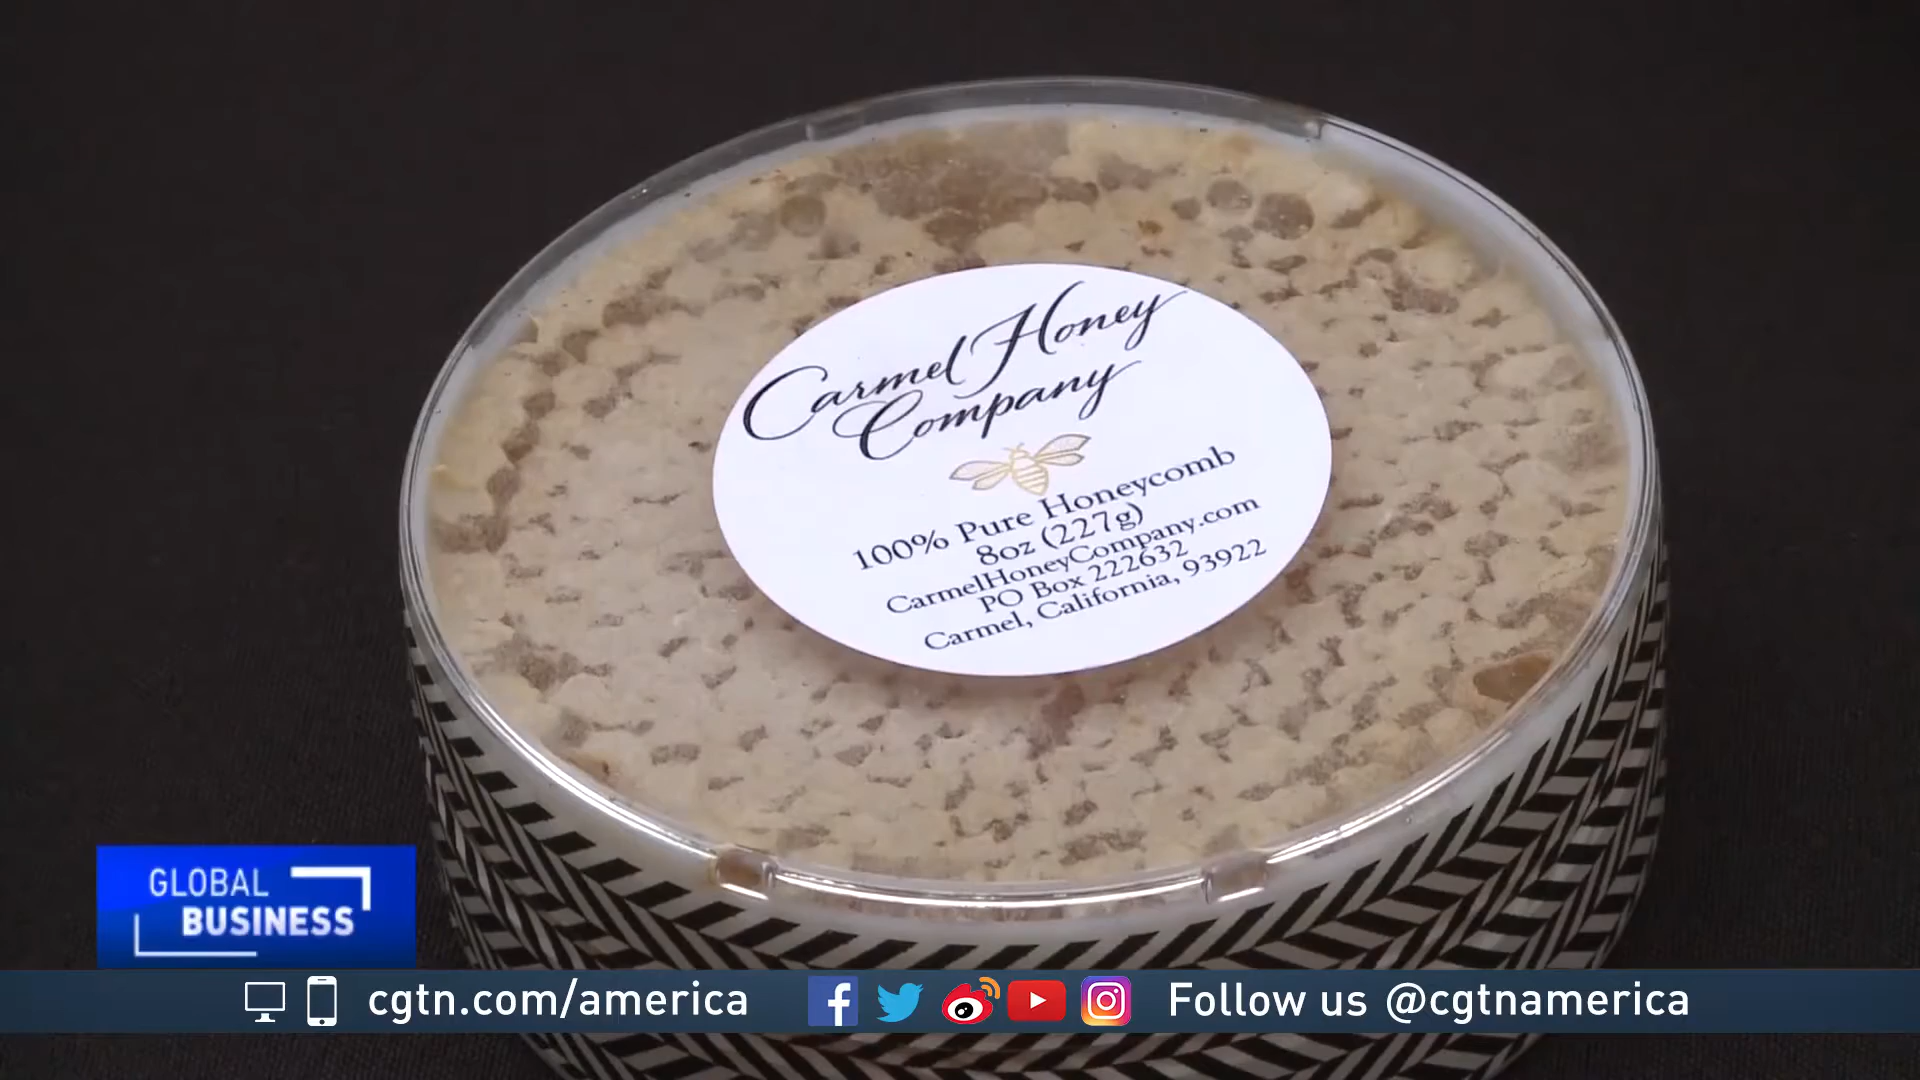 Carmel Honey
Company
100% Pure Honeycomb
8oz (227g)
CarmelHoneyCompany.com
PO Box 222632
Carmel, California, 93922
GLOBAL
BUSINESS
cgtn.com/america
Follow us @cgtnamerica